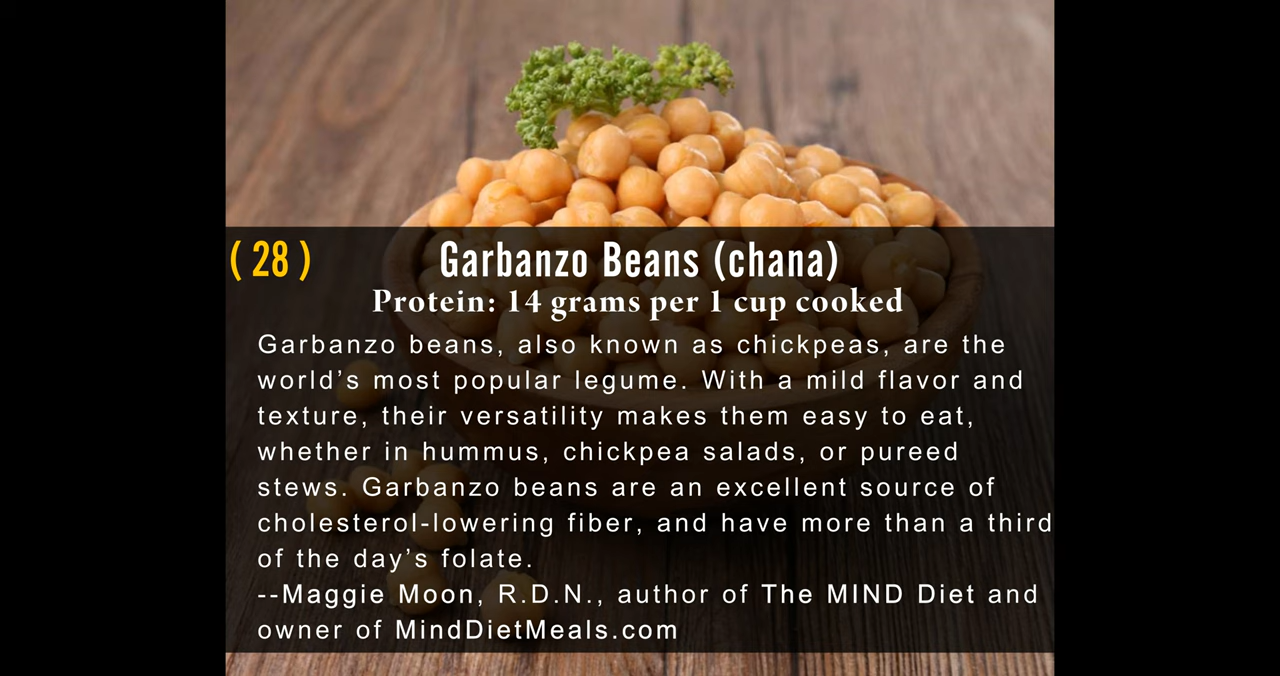 ( 28 )
Garbanzo Beans (chana)
Protein: 14 grams per 1 cup cooked
Garbanzo beans, also known as chickpeas, are the
world’s most popular legume. With a mild flavor and
texture, their versatility makes them easy to eat,
whether in hummus, chickpea salads, or pureed
stews. Garbanzo beans are an excellent source of
cholesterol-lowering fiber, and have more than a third
of the day’s folate.
--Maggie Moon, R.D.N., author of The MIND Diet and
owner of MindDietMeals.com